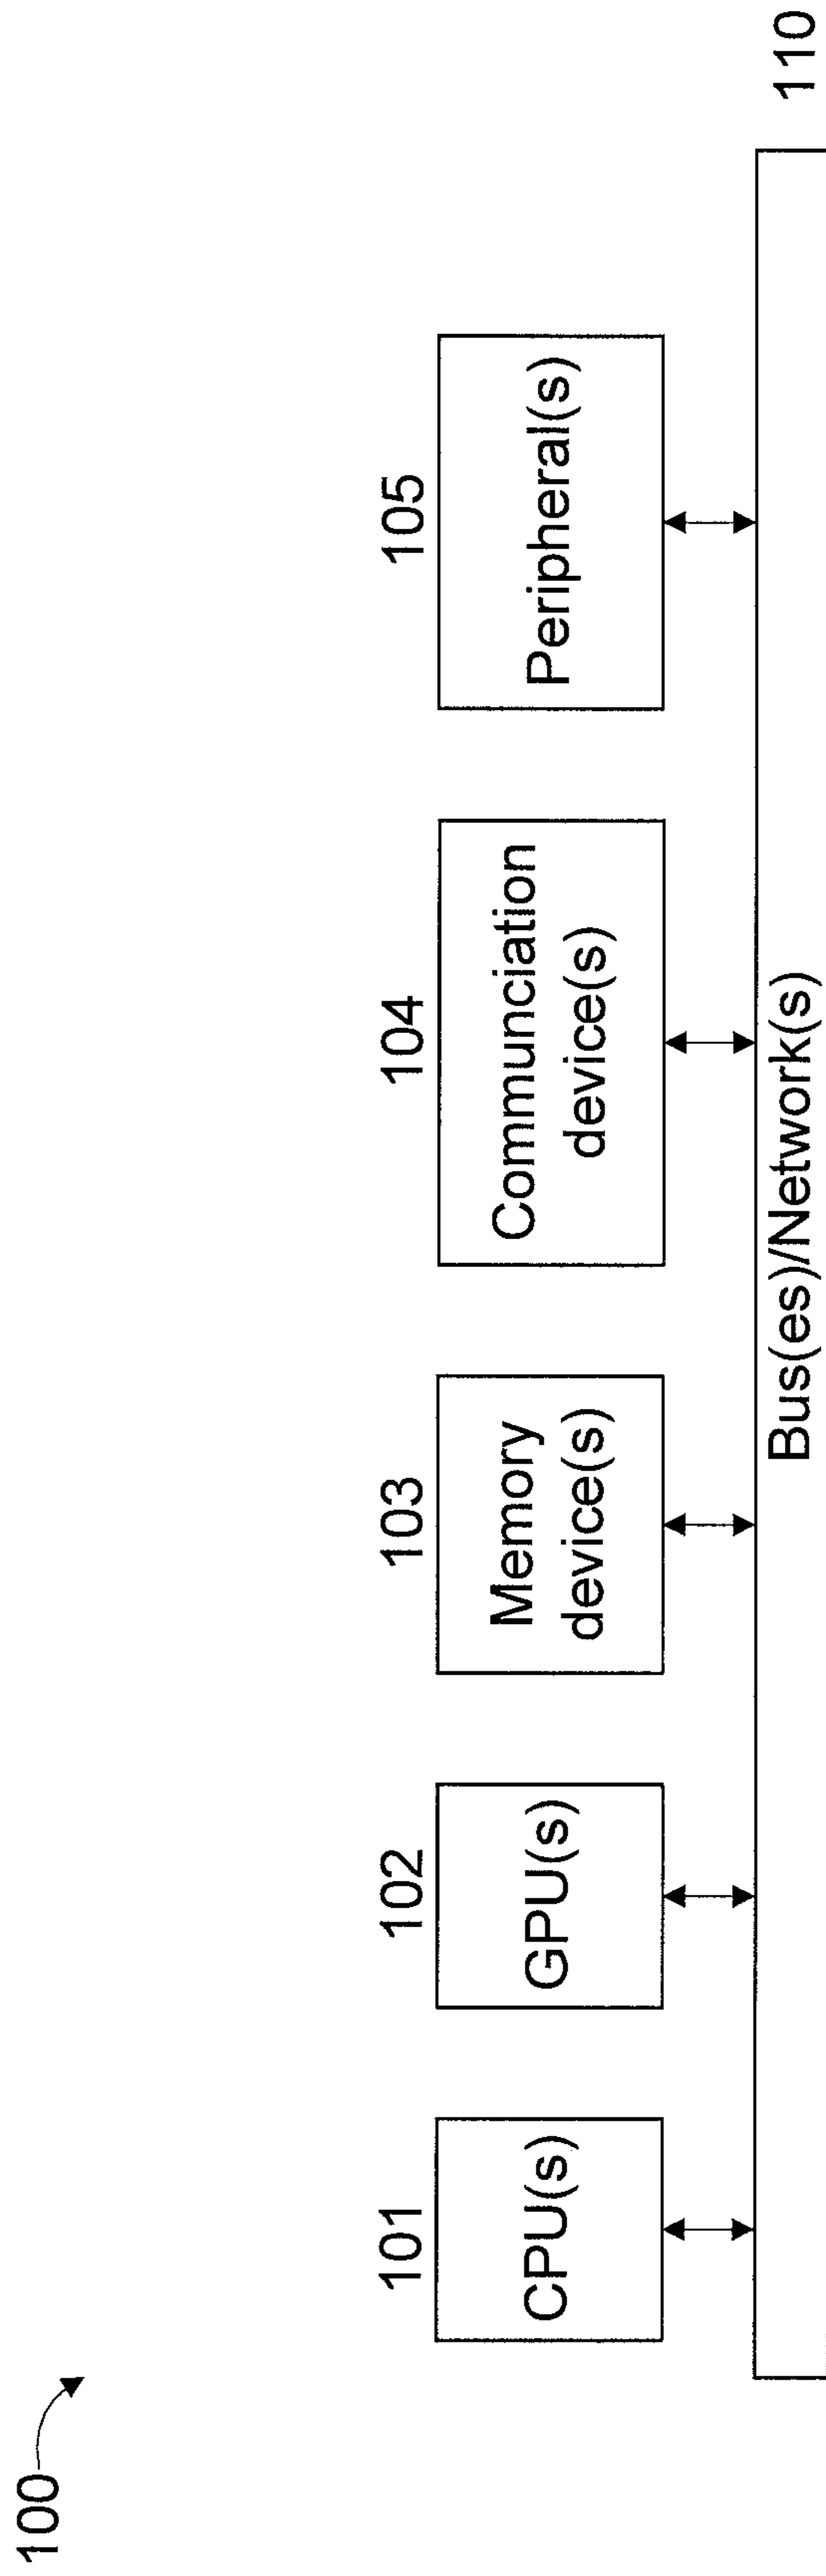 100
101
CPU(s)
102
GPU(s)
103
Memory
device(s)
104
Communciation
device(s)
105
Peripheral(s)
Bus(es)/Network(s)
110